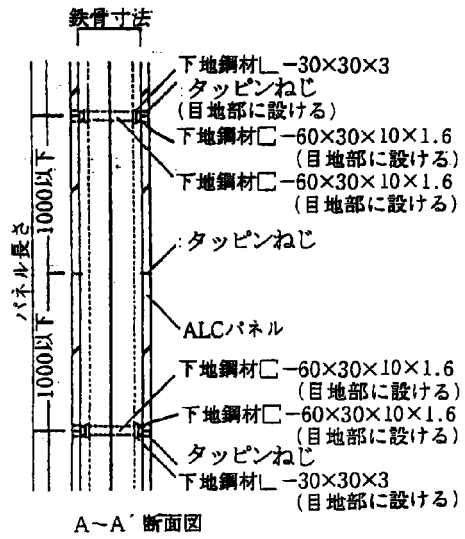 鉄骨寸法
下地鋼材∟−30×30×3
タッピンねじ
(目地部に設ける)
下地鋼材⊏−60×30×10×1.6
(目地部に設ける)
下地鋼材⊏−60×30×10×1.6
(目地部に設ける)
パネル長さ
1000以下
1000以下
タッピンねじ
ALCパネル
下地鋼材⊏−60×30×10×1.6
(目地部に設ける)
下地鋼材⊏−60×30×10×1.6
(目地部に設ける)
タッピンねじ
下地鋼材∟−30×30×3
(目地部に設ける)
A〜A´断面図